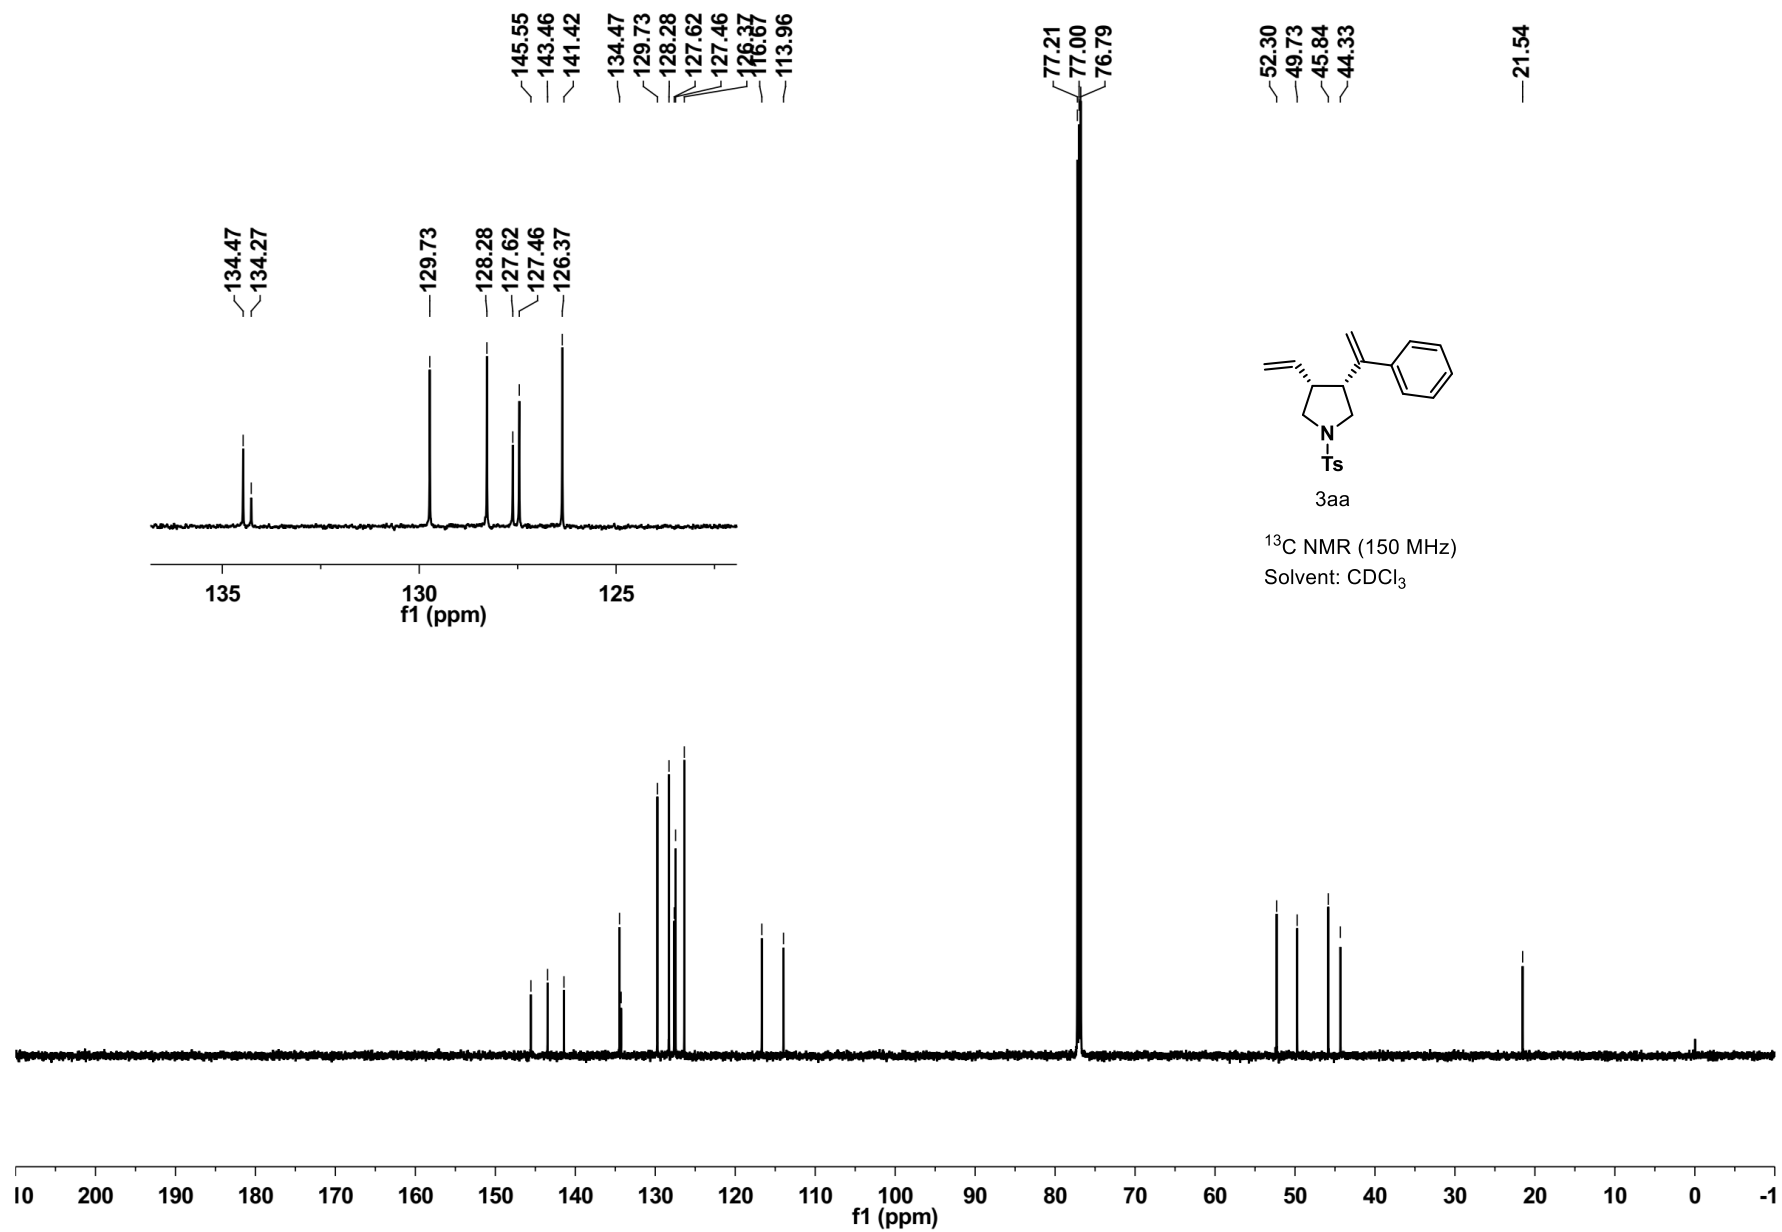 145.55
143.46
141.42
134.47
129.73
128.28
127.62
127.46
126.37
116.67
113.96
77.21
77.00
76.79
52.30
49.73
45.84
44.33
21.54
134.47
134.27
129.73
128.28
127.62
127.46
126.37
135 130 125
f1 (ppm)
N
Ts
3aa
¹³C NMR (150 MHz)
Solvent: CDCl₃
10 200 190 180 170 160 150 140 130 120 110 100 90 80 70 60 50 40 30 20 10 0 -1
f1 (ppm)